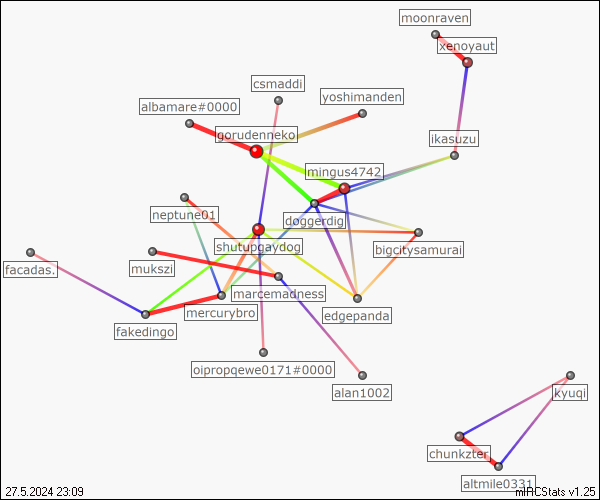 moonraven
xenoyaut
csmaddi
yoshimanden
albamare#0000
gorudenneko
ikasuzu
mingus4742
neptune01
doggerdig
shutupgaydog
bigcitysamurai
facadas.
mukszi
marcemadness
mercurybro
edgepanda
fakedingo
oipropqewe0171#0000
alan1002
kyuqi
chunkzter
altmile0331
27.5.2024 23:09
mIRCStats v1.25